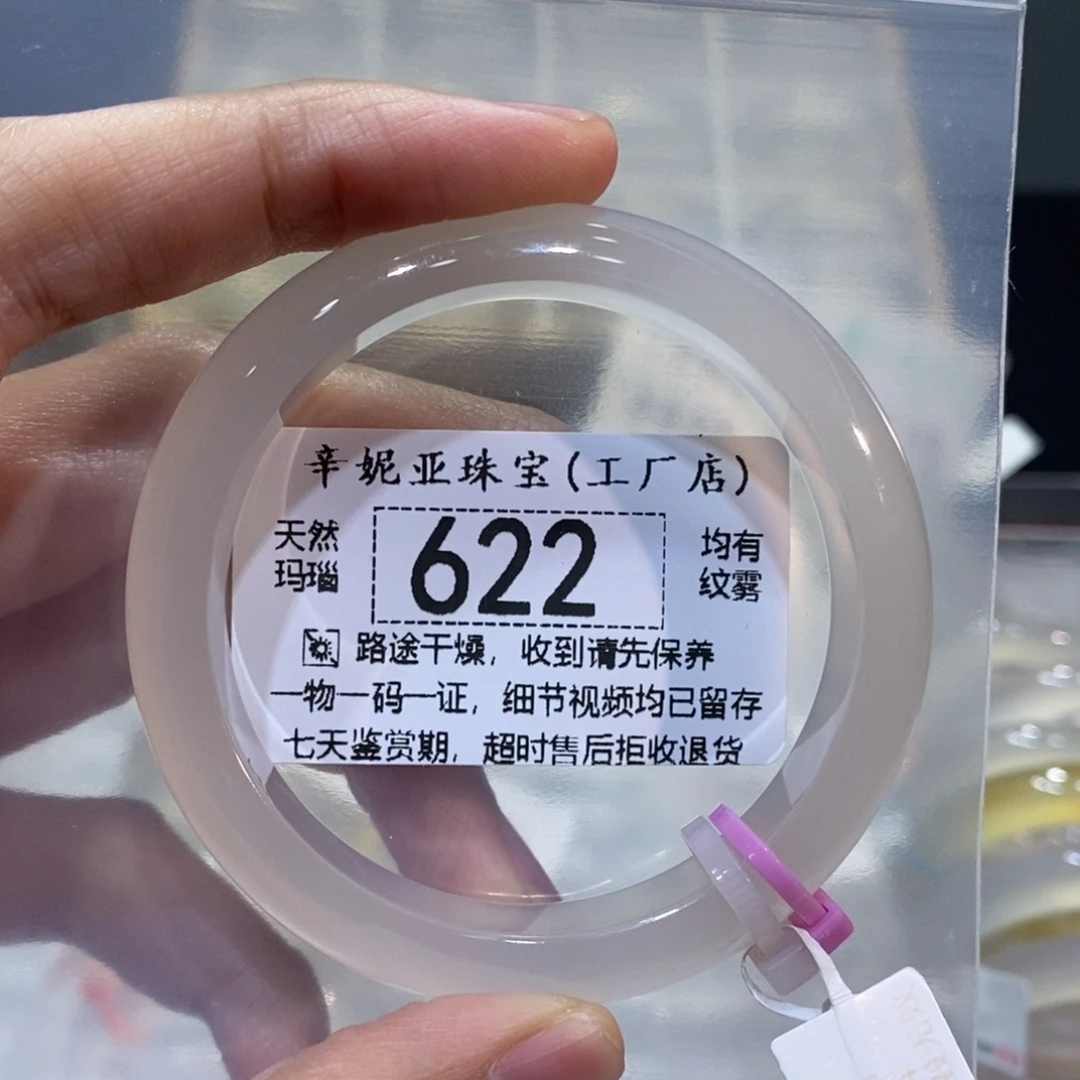 辛妮亚珠宝(工厂店)
天然
玛瑙
622
均有
纹雾
路途干燥，收到请先保养
一物一码一证，细节视频均已留存
七天鉴赏期，超时售后拒收退货